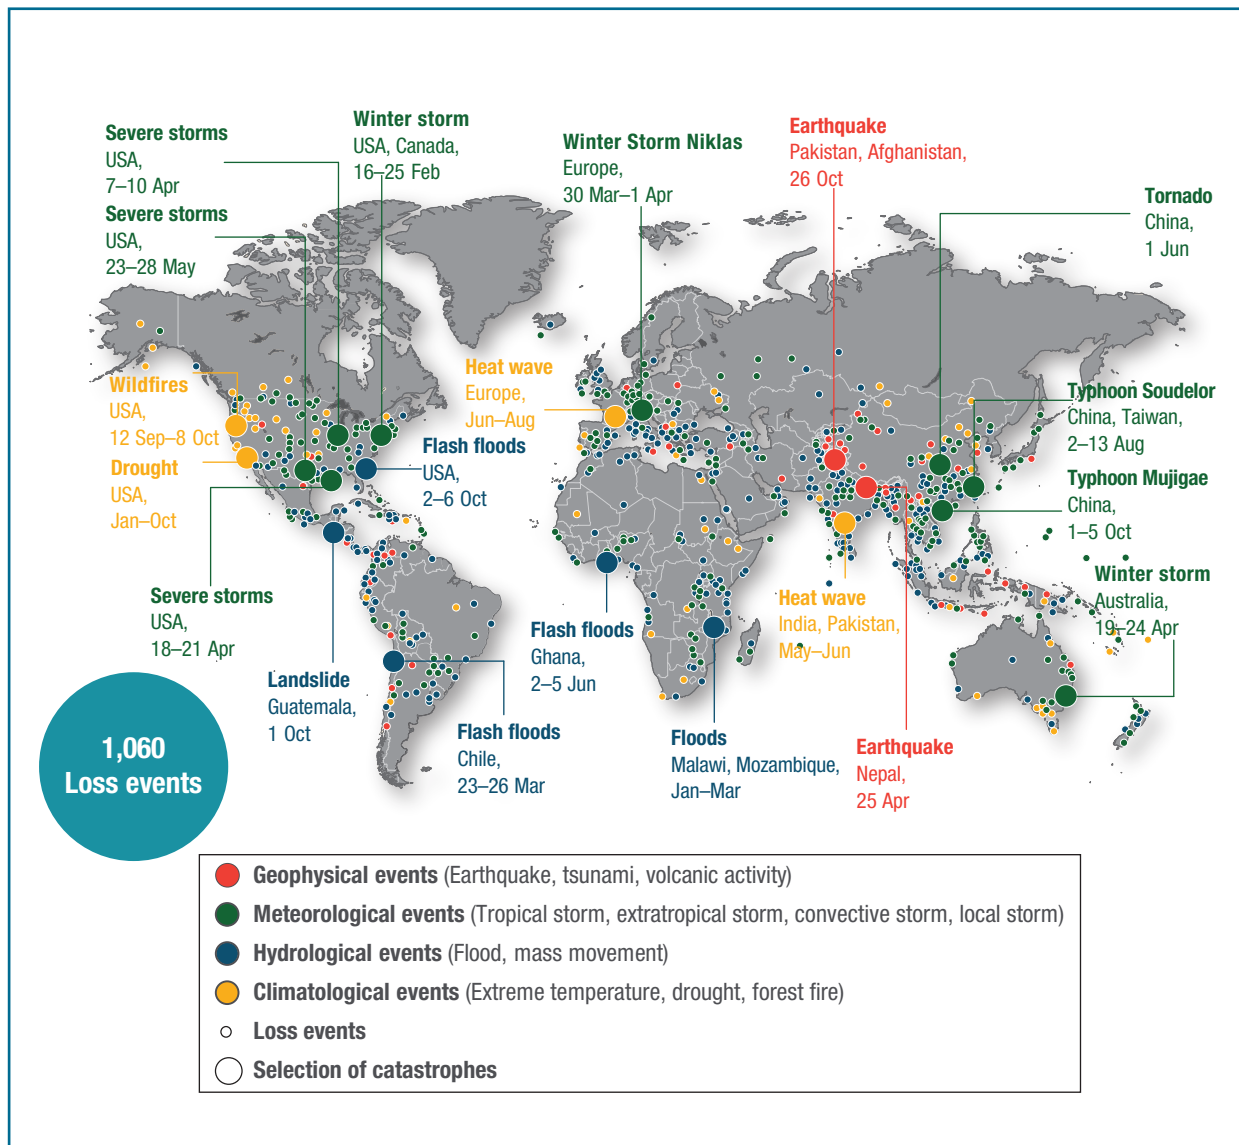 Severe storms
USA,
7–10 Apr
Winter storm
USA, Canada,
16–25 Feb
Winter Storm Niklas
Europe,
30 Mar–1 Apr
Earthquake
Pakistan, Afghanistan,
26 Oct
Tornado
China,
1 Jun
Severe storms
USA,
23–28 May
Wildfires
USA,
12 Sep–8 Oct
Heat wave
Europe,
Jun–Aug
Typhoon Soudelor
China, Taiwan,
2–13 Aug
Drought
USA,
Jan–Oct
Flash floods
USA,
2–6 Oct
Typhoon Mujigae
China,
1–5 Oct
Severe storms
USA,
18–21 Apr
Landslide
Guatemala,
1 Oct
Flash floods
Chile,
23–26 Mar
Flash floods
Ghana,
2–5 Jun
Floods
Malawi, Mozambique,
Jan–Mar
Heat wave
India, Pakistan,
May–Jun
Earthquake
Nepal,
25 Apr
Winter storm
Australia,
19–24 Apr
1,060
Loss events
Geophysical events (Earthquake, tsunami, volcanic activity)
Meteorological events (Tropical storm, extratropical storm, convective storm, local storm)
Hydrological events (Flood, mass movement)
Climatological events (Extreme temperature, drought, forest fire)
Loss events
Selection of catastrophes